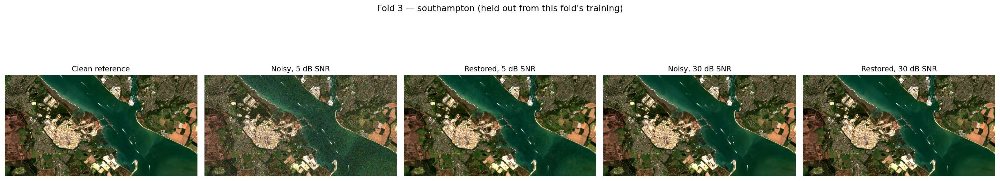 Fold 3 — southampton (held out from this fold's training)
Clean reference
Noisy, 5 dB SNR
Restored, 5 dB SNR
Noisy, 30 dB SNR
Restored, 30 dB SNR